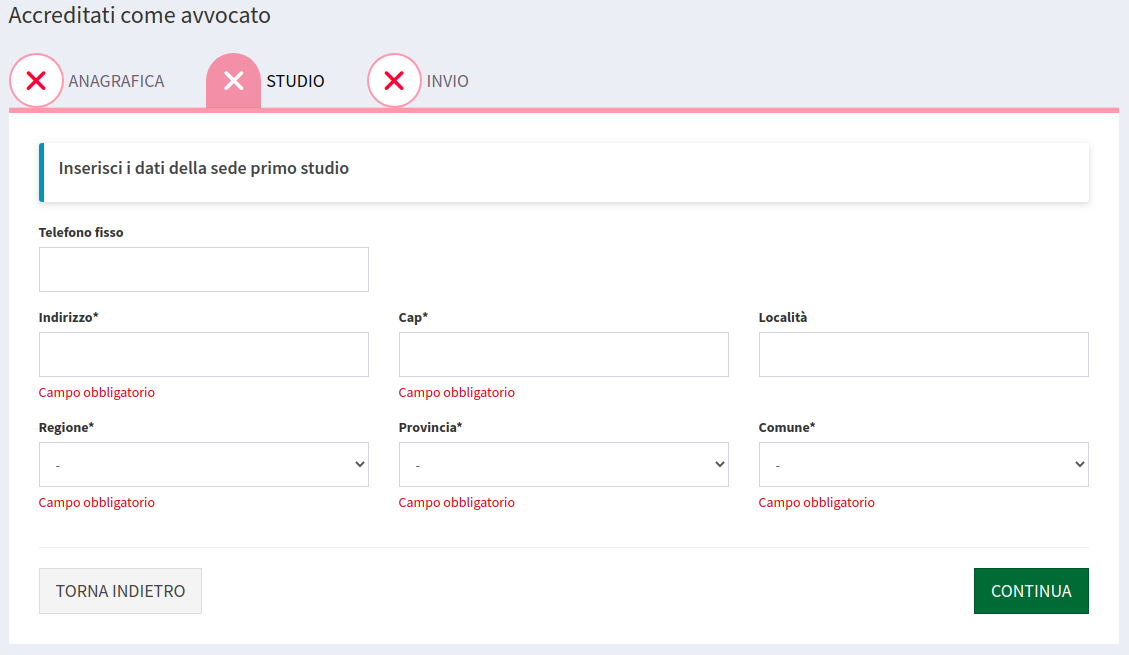 Accreditati come avvocato
ANAGRAFICA STUDIO INVIO
Inserisci i dati della sede primo studio
Telefono fisso
Indirizzo* Cap* Località
Campo obbligatorio Campo obbligatorio
Regione* Provincia* Comune*
- - -
Campo obbligatorio Campo obbligatorio Campo obbligatorio
TORNA INDIETRO CONTINUA